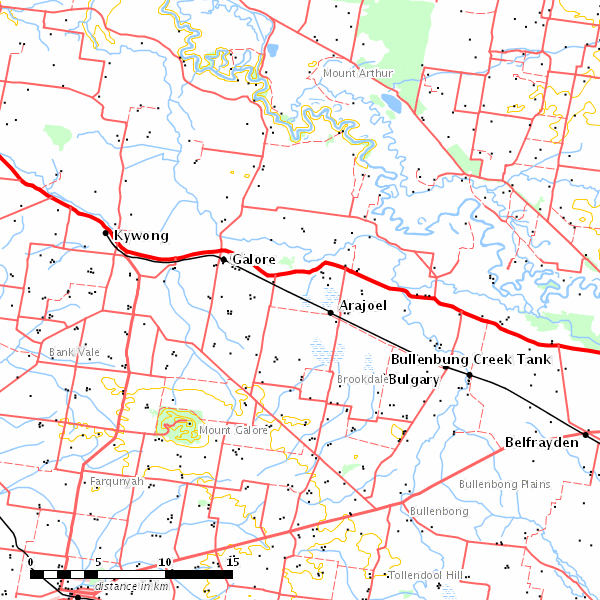 Mount Arthur
Kywong
Galore
Arajoel
Bank Vale
Bullenbung Creek Tank
Brookdale
Bulgary
Mount Galore
Belfrayden
Farqunyah
Bullenbong Plains
Bullenbong
0 5 10 15
distance in km
Tollendool Hill